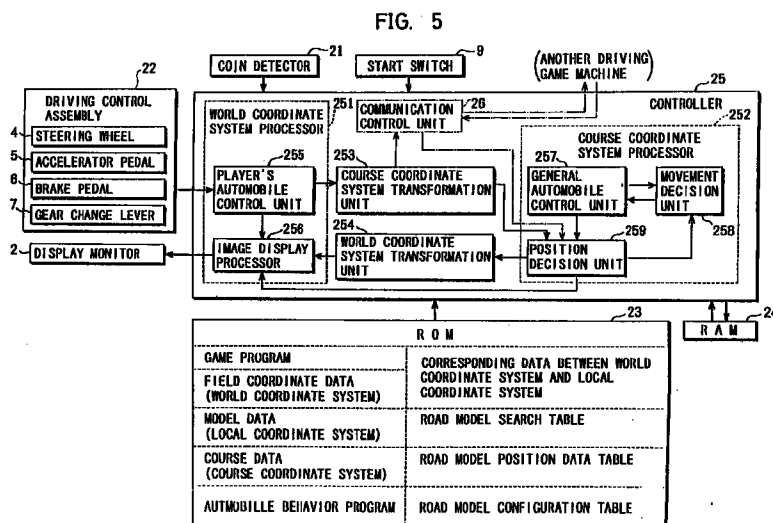 FIG. 5
21
COIN DETECTOR
9
START SWITCH
(ANOTHER DRIVING
GAME MACHINE)
22
DRIVING CONTROL
ASSEMBLY
4
STEERING WHEEL
5
ACCELERATOR PEDAL
6
BRAKE PEDAL
7
GEAR CHANGE LEVER
2
DISPLAY MONITOR
25
CONTROLLER
251
WORLD COORDINATE
SYSTEM PROCESSOR
26
COMMUNICATION
CONTROL UNIT
252
COURSE COORDINATE
SYSTEM PROCESSOR
255
PLAYER'S
AUTOMOBILE
CONTROL UNIT
253
COURSE COORDINATE
SYSTEM TRANSFORMATION
UNIT
257
GENERAL
AUTOMOBILE
CONTROL UNIT
MOVEMENT
DECISION
UNIT
258
256
IMAGE DISPLAY
PROCESSOR
254
WORLD COORDINATE
SYSTEM TRANSFORMATION
UNIT
259
POSITION
DECISION UNIT
23
ROM
24
RAM
GAME PROGRAM
FIELD COORDINATE DATA
(WORLD COORDINATE SYSTEM)
MODEL DATA
(LOCAL COORDINATE SYSTEM)
COURSE DATA
(COURSE COORDINATE SYSTEM)
AUTMOBILLE BEHAVIOR PROGRAM
CORRESPONDING DATA BETWEEN WORLD
COORDINATE SYSTEM AND LOCAL
COORDINATE SYSTEM
ROAD MODEL SEARCH TABLE
ROAD MODEL POSITION DATA TABLE
ROAD MODEL CONFIGURATION TABLE